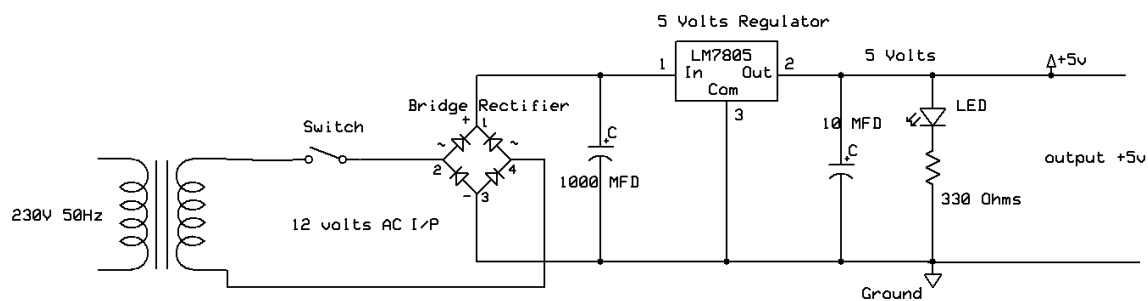 5 Volts Regulator
LM7805
1 In Out 2
Com
3
5 Volts
+5v
Bridge Rectifier
+ 1
~ ~
2 4
- 3
Switch
+ C
1000 MFD
10 MFD
+ C
LED
330 Ohms
output +5v
230V 50Hz
12 volts AC I/P
Ground